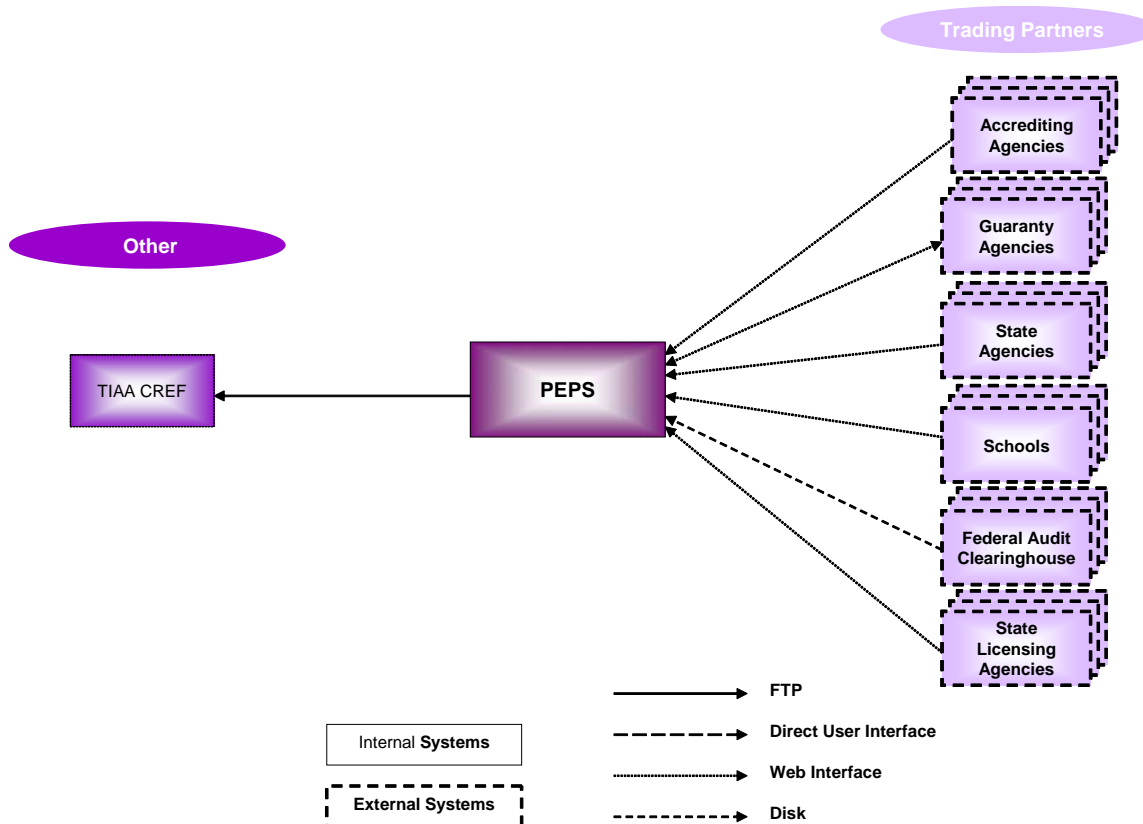 Trading Partners
Accrediting
Agencies
Guaranty
Agencies
Other
State
Agencies
TIAA CREF
PEPS
Schools
Federal Audit
Clearinghouse
State
Licensing
Agencies
FTP
Internal Systems
Direct User Interface
Web Interface
External Systems
Disk